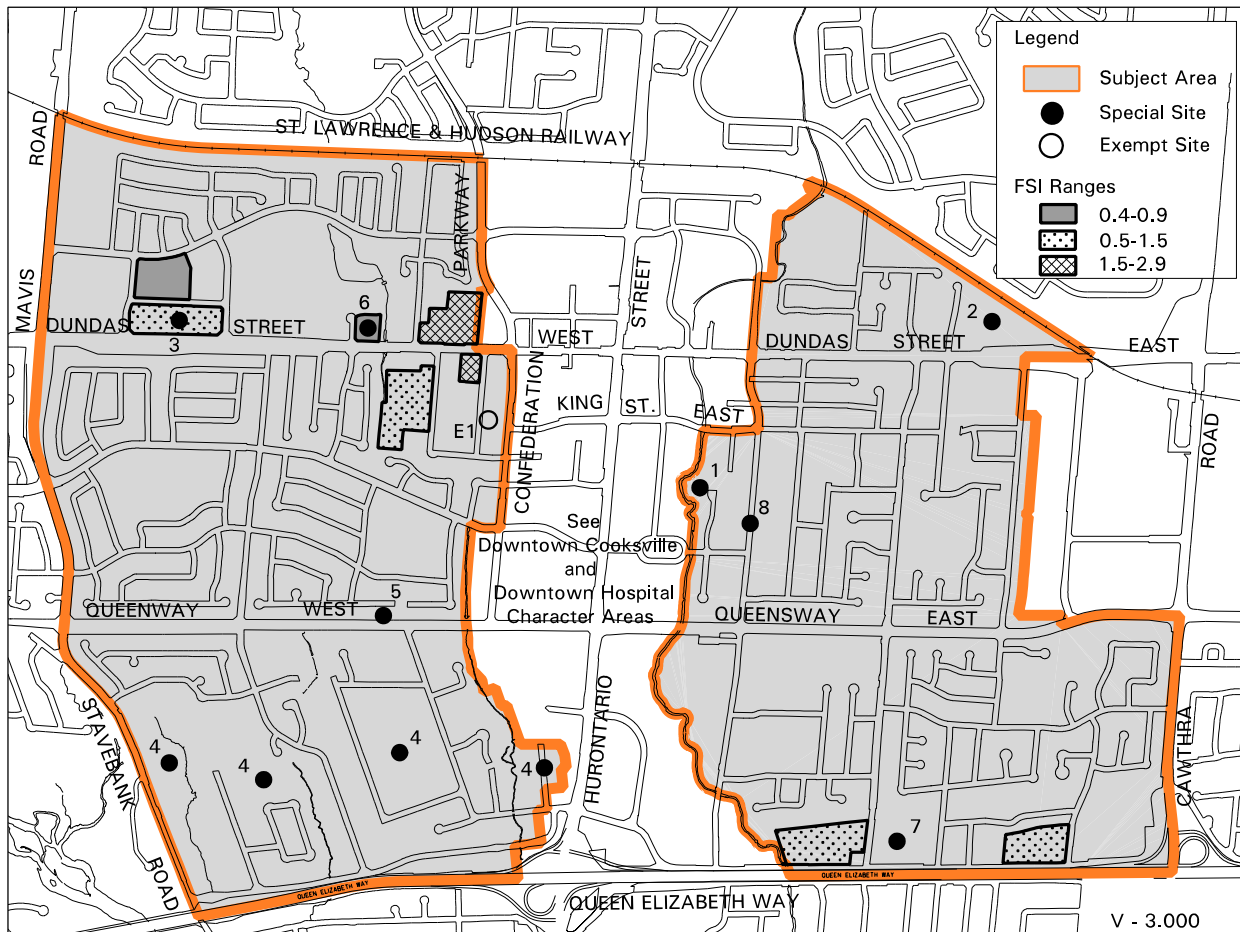 Legend
Subject Area
Special Site
Exempt Site
FSI Ranges
0.4-0.9
0.5-1.5
1.5-2.9
ST. LAWRENCE & HUDSON RAILWAY
ROAD
MAVIS
PARKWAY
STREET
6
2
3
DUNDAS STREET WEST
DUNDAS STREET EAST
CONFEDERATION
KING ST. EAST
E1
ROAD
1
8
See
Downtown Cooksville
and
Downtown Hospital
Character Areas
5
QUEENWAY WEST
QUEENSWAY EAST
STAVEBANK
ROAD
4
4
4
4
HURONTARIO
CAWTHRA
7
QUEEN ELIZABETH WAY
QUEEN ELIZABETH WAY
QUEEN ELIZABETH WAY
V - 3.000